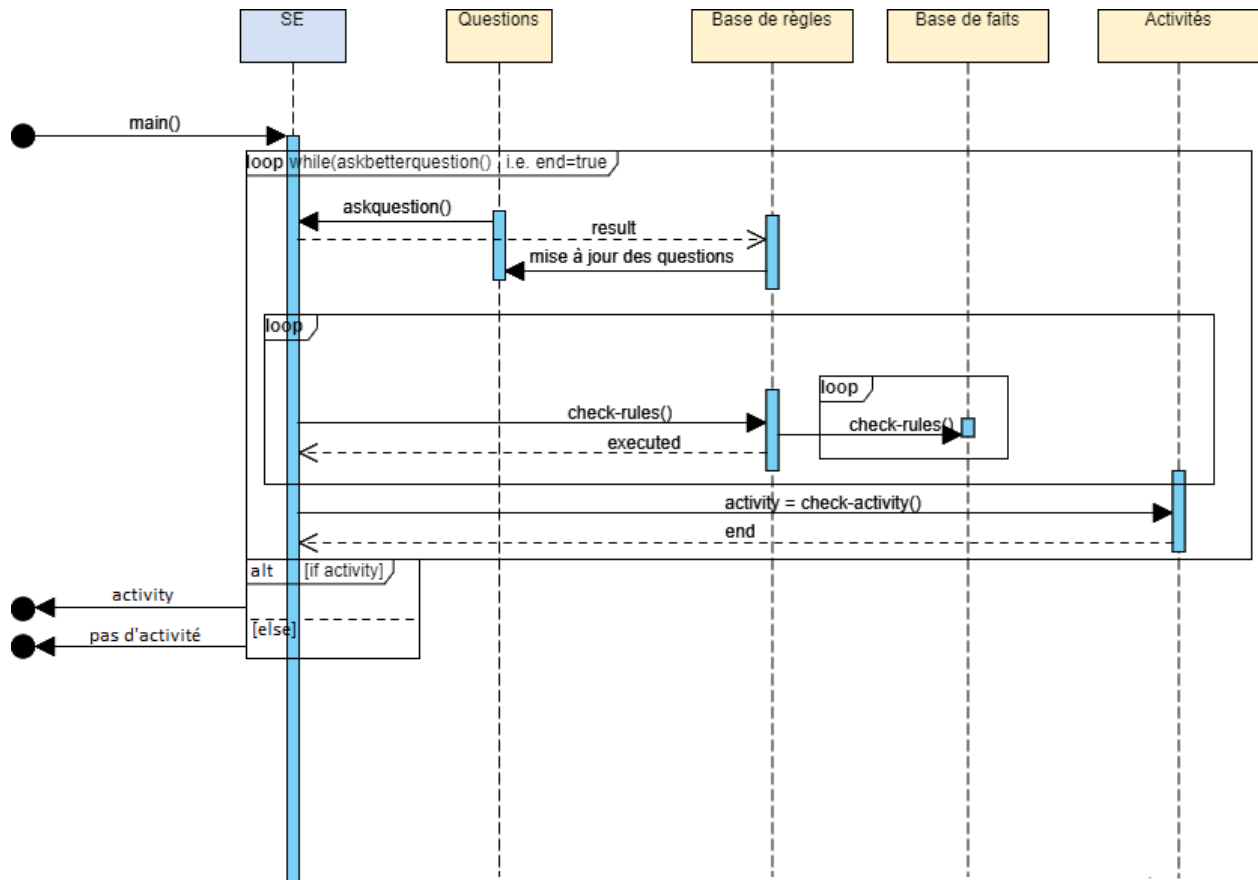 SE
Questions
Base de règles
Base de faits
Activités
main()
loop while(askbetterquestion() , i.e. end=true
askquestion()
result
mise à jour des questions
loop
loop
check-rules()
check-rules()
executed
activity = check-activity()
end
alt [if activity]
activity
[else]
pas d'activité